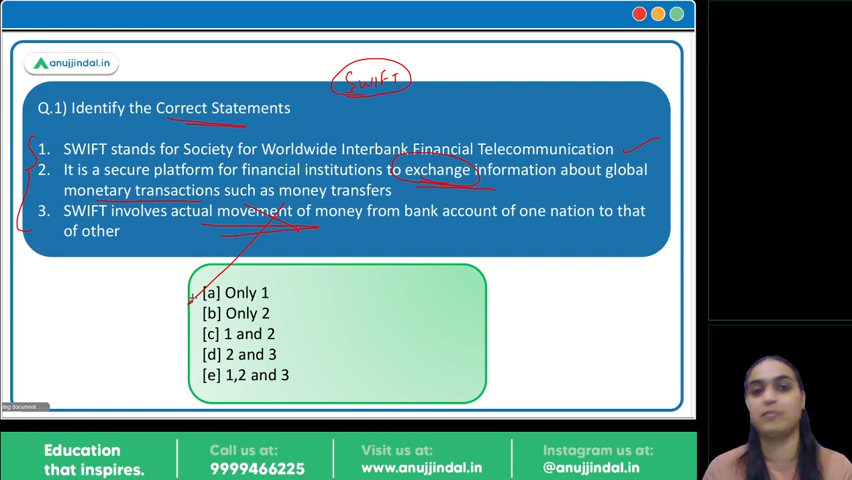 anujjindal.in
SWIFT
Q.1) Identify the Correct Statements
1. SWIFT stands for Society for Worldwide Interbank Financial Telecommunication
2. It is a secure platform for financial institutions to exchange information about global
monetary transactions such as money transfers
3. SWIFT involves actual movement of money from bank account of one nation to that
of other
[a] Only 1
[b] Only 2
[c] 1 and 2
[d] 2 and 3
[e] 1,2 and 3
document
Education
that inspires.
Call us at:
9999466225
Visit us at:
www.anujjindal.in
Instagram us at:
@anujjindal.in